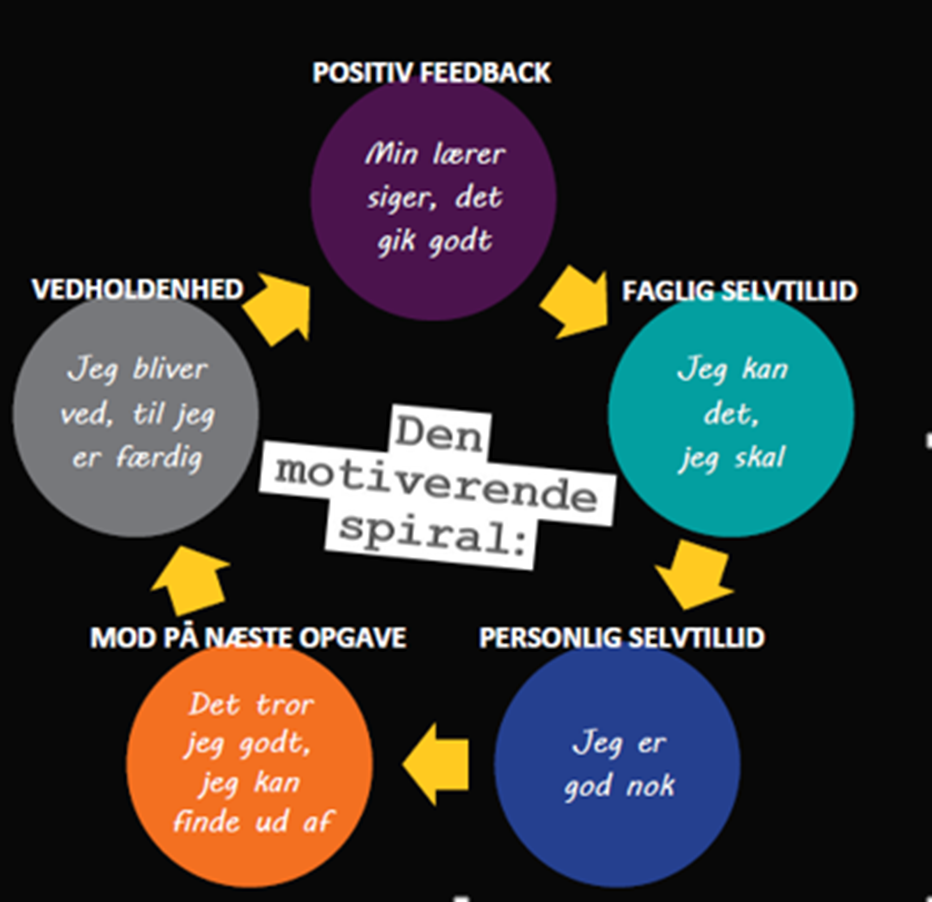 POSITIV FEEDBACK
Min lærer
siger, det
gik godt
FAGLIG SELVTILLID
Jeg kan
det,
jeg skal
PERSONLIG SELVTILLID
Jeg er
god nok
MOD PÅ NÆSTE OPGAVE
Det tror
jeg godt,
jeg kan
finde ud af
VEDHOLDENHED
Jeg bliver
ved, til jeg
er færdig
Den
motiverende
spiral: